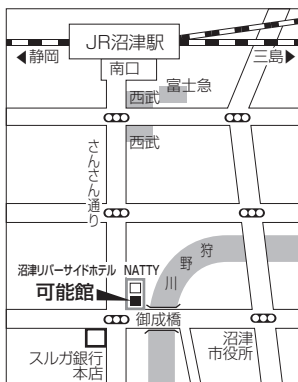 JR沼津駅
◀静岡
三島▶
南口
富士急
西武
西武
さんさん通り
沼津リバーサイドホテル NATTY
可能館
狩野川
御成橋
スルガ銀行
本店
沼津
市役所